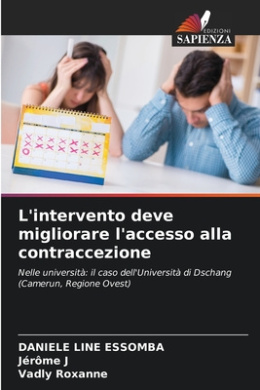 EDIZIONI
SAPIENZA
L'intervento deve
migliorare l'accesso alla
contraccezione
Nelle università: il caso dell'Università di Dschang
(Camerun, Regione Ovest)
DANIELE LINE ESSOMBA
Jérôme J
Vadly Roxanne